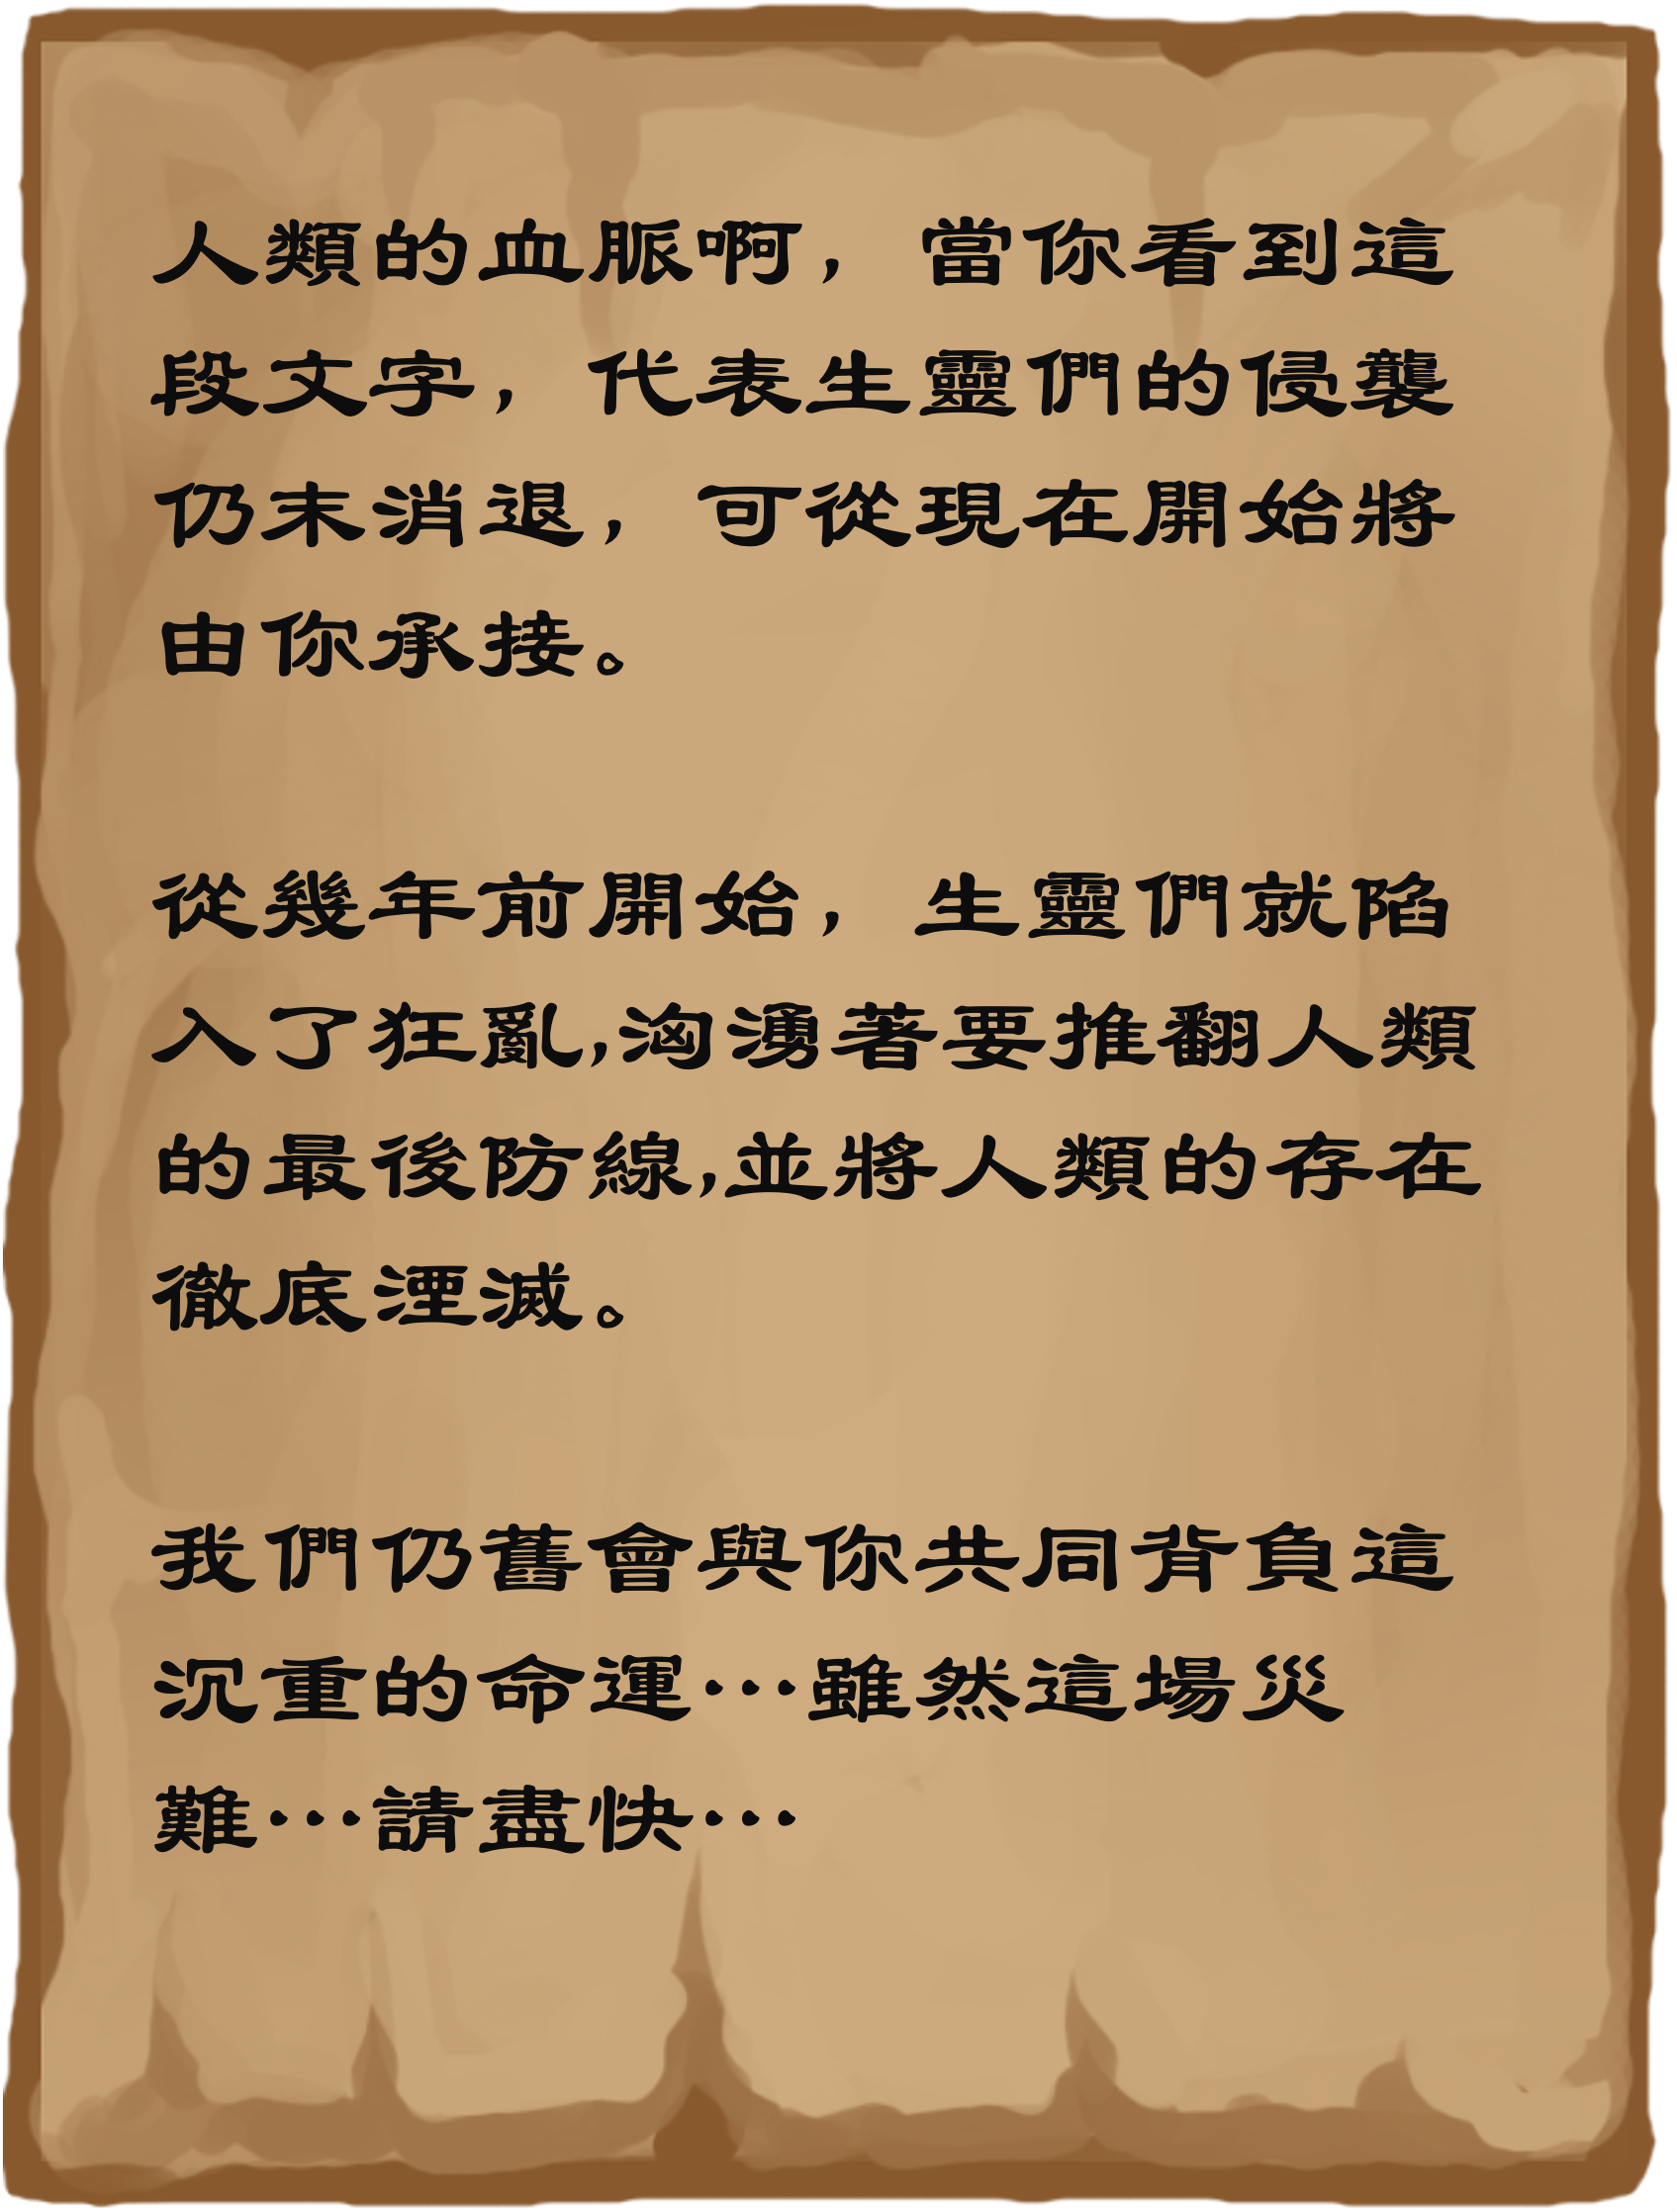 人類的血脈啊，當你看到這
段文字，代表生靈們的侵襲
仍未消退，可從現在開始將
由你承接。
從幾年前開始，生靈們就陷
入了狂亂,洶湧著要推翻人類
的最後防線,並將人類的存在
徹底湮滅。
我們仍舊會與你共同背負這
沉重的命運…雖然這場災
難…請盡快…